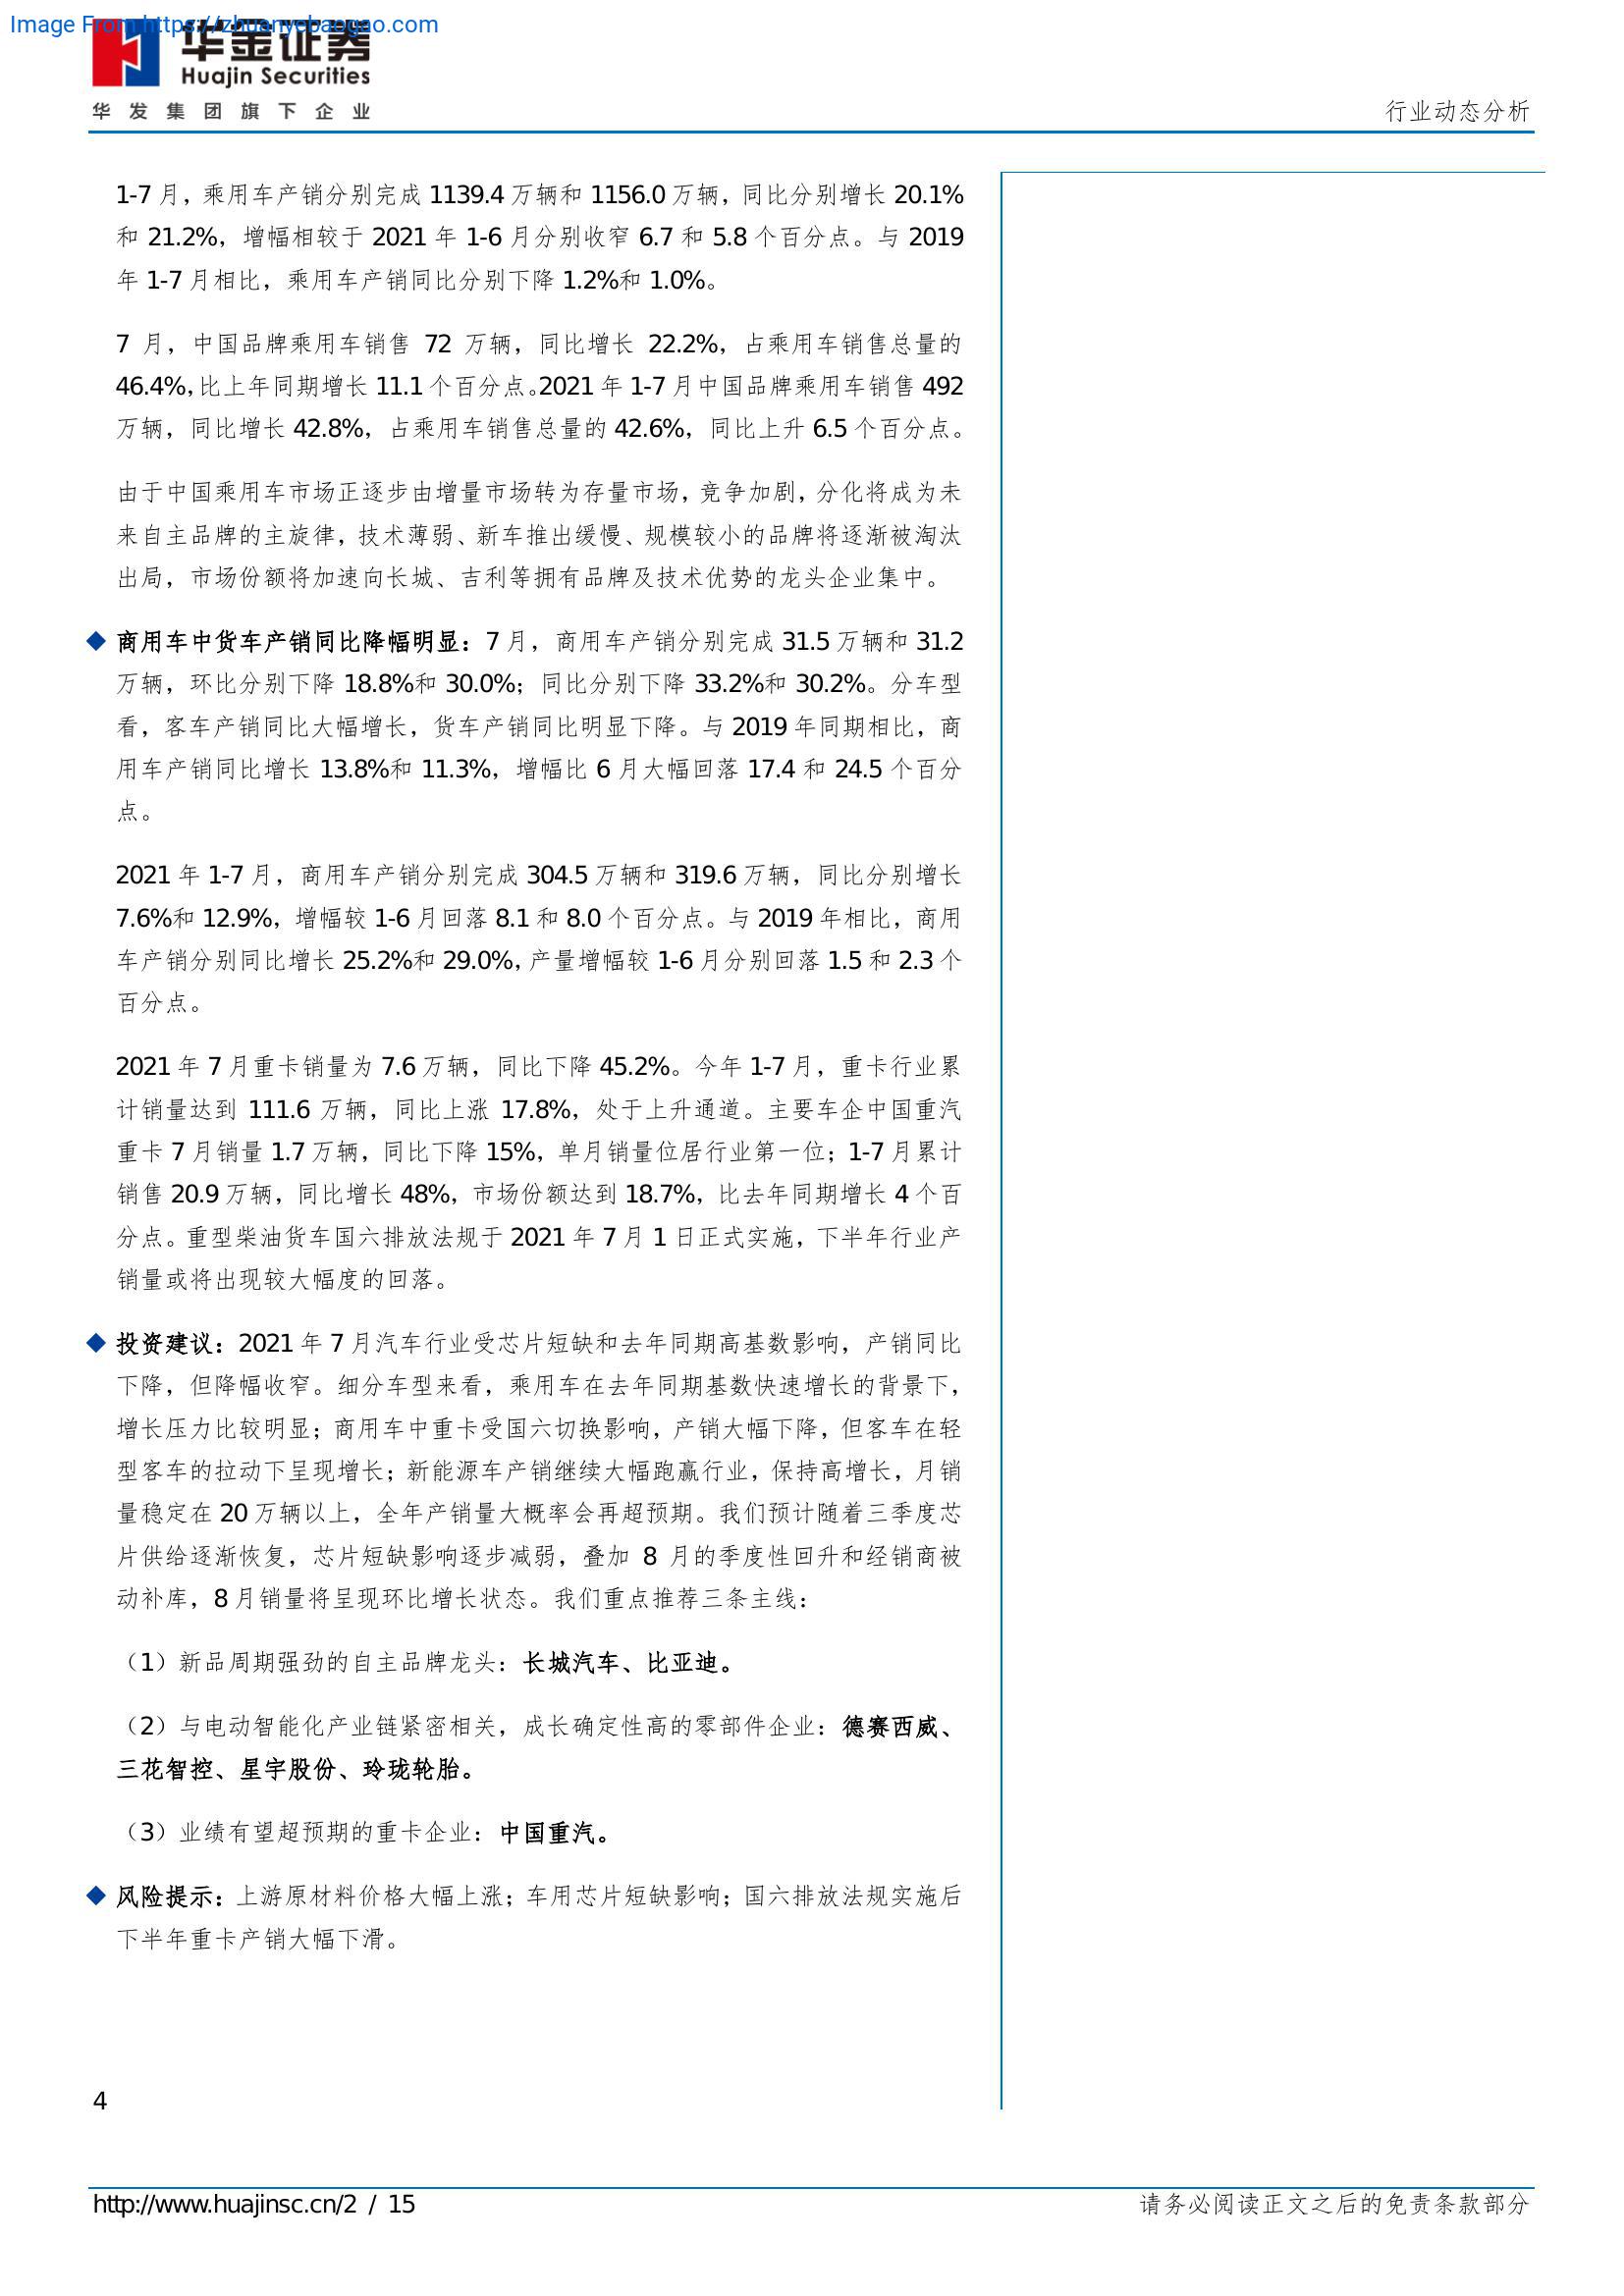 Image From https://zhuanyebaogao.com
华金证券
Huajin Securities
华发集团旗下企业
行业动态分析
1-7 月，乘用车产销分别完成 1139.4 万辆和 1156.0 万辆，同比分别增长 20.1%
和 21.2%，增幅相较于 2021 年 1-6 月分别收窄 6.7 和 5.8 个百分点。与 2019
年 1-7 月相比，乘用车产销同比分别下降 1.2%和 1.0%。
7 月，中国品牌乘用车销售 72 万辆，同比增长 22.2%，占乘用车销售总量的
46.4%，比上年同期增长 11.1 个百分点。2021 年 1-7 月中国品牌乘用车销售 492
万辆，同比增长 42.8%，占乘用车销售总量的 42.6%，同比上升 6.5 个百分点。
由于中国乘用车市场正逐步由增量市场转为存量市场，竞争加剧，分化将成为未
来自主品牌的主旋律，技术薄弱、新车推出缓慢、规模较小的品牌将逐渐被淘汰
出局，市场份额将加速向长城、吉利等拥有品牌及技术优势的龙头企业集中。
◆ 商用车中货车产销同比降幅明显：7 月，商用车产销分别完成 31.5 万辆和 31.2
万辆，环比分别下降 18.8%和 30.0%；同比分别下降 33.2%和 30.2%。分车型
看，客车产销同比大幅增长，货车产销同比明显下降。与 2019 年同期相比，商
用车产销同比增长 13.8%和 11.3%，增幅比 6 月大幅回落 17.4 和 24.5 个百分
点。
2021 年 1-7 月，商用车产销分别完成 304.5 万辆和 319.6 万辆，同比分别增长
7.6%和 12.9%，增幅较 1-6 月回落 8.1 和 8.0 个百分点。与 2019 年相比，商用
车产销分别同比增长 25.2%和 29.0%，产量增幅较 1-6 月分别回落 1.5 和 2.3 个
百分点。
2021 年 7 月重卡销量为 7.6 万辆，同比下降 45.2%。今年 1-7 月，重卡行业累
计销量达到 111.6 万辆，同比上涨 17.8%，处于上升通道。主要车企中国重汽
重卡 7 月销量 1.7 万辆，同比下降 15%，单月销量位居行业第一位；1-7 月累计
销售 20.9 万辆，同比增长 48%，市场份额达到 18.7%，比去年同期增长 4 个百
分点。重型柴油货车国六排放法规于 2021 年 7 月 1 日正式实施，下半年行业产
销量或将出现较大幅度的回落。
◆ 投资建议：2021 年 7 月汽车行业受芯片短缺和去年同期高基数影响，产销同比
下降，但降幅收窄。细分车型来看，乘用车在去年同期基数快速增长的背景下，
增长压力比较明显；商用车中重卡受国六切换影响，产销大幅下降，但客车在轻
型客车的拉动下呈现增长；新能源车产销继续大幅跑赢行业，保持高增长，月销
量稳定在 20 万辆以上，全年产销量大概率会再超预期。我们预计随着三季度芯
片供给逐渐恢复，芯片短缺影响逐步减弱，叠加 8 月的季度性回升和经销商被
动补库，8 月销量将呈现环比增长状态。我们重点推荐三条主线：
（1）新品周期强劲的自主品牌龙头：长城汽车、比亚迪。
（2）与电动智能化产业链紧密相关，成长确定性高的零部件企业：德赛西威、
三花智控、星宇股份、玲珑轮胎。
（3）业绩有望超预期的重卡企业：中国重汽。
◆ 风险提示：上游原材料价格大幅上涨；车用芯片短缺影响；国六排放法规实施后
下半年重卡产销大幅下滑。
4
http://www.huajinsc.cn/2 / 15
请务必阅读正文之后的免责条款部分